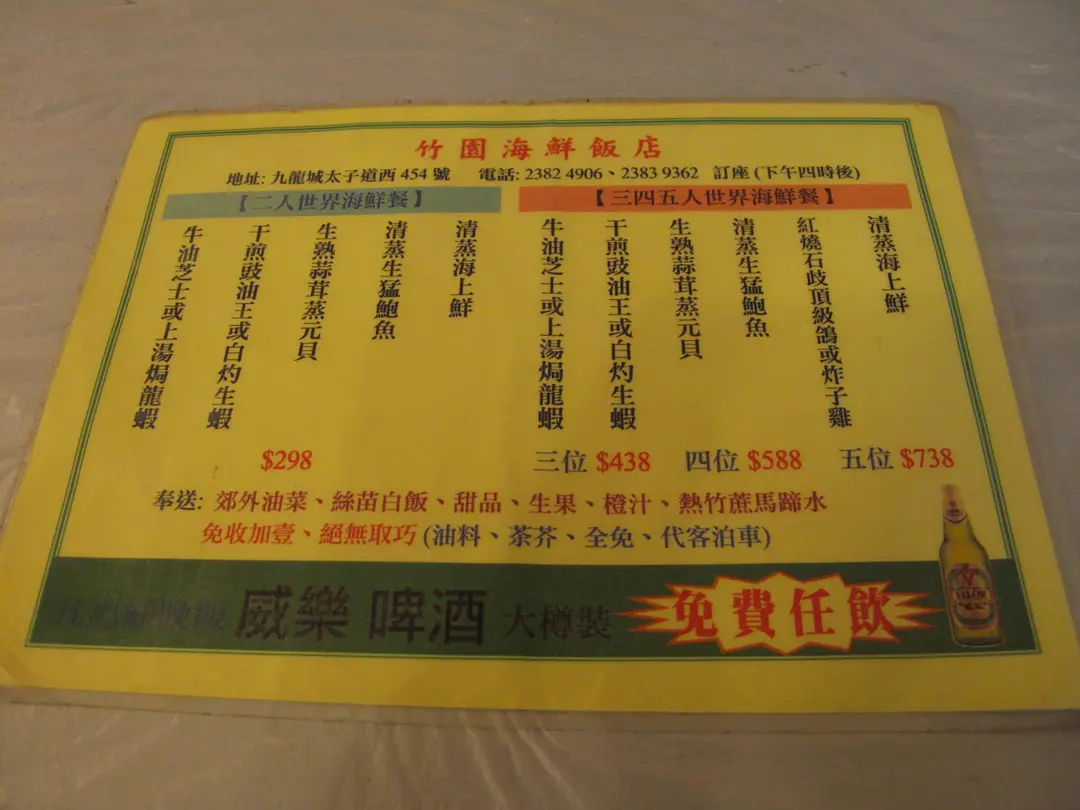 竹園海鮮飯店
地址: 九龍城太子道西 454 號 電話: 2382 4906、2383 9362 訂座 (下午四時後)
【二人世界海鮮餐】
清蒸海上鮮
清蒸生猛鮑魚
生熟蒜茸蒸元貝
干煎豉油王或白灼生蝦
牛油芝士或上湯焗龍蝦
$298
【三四五人世界海鮮餐】
清蒸海上鮮
紅燒石歧頂級鴿或炸子雞
清蒸生猛鮑魚
生熟蒜茸蒸元貝
干煎豉油王或白灼生蝦
牛油芝士或上湯焗龍蝦
三位 $438 四位 $588 五位 $738
奉送: 郊外油菜、絲苗白飯、甜品、生果、橙汁、熱竹蔗馬蹄水
免收加壹、絕無取巧 (油料、茶芥、全免、代客泊車)
威樂 啤酒 大樽裝 免費任飲